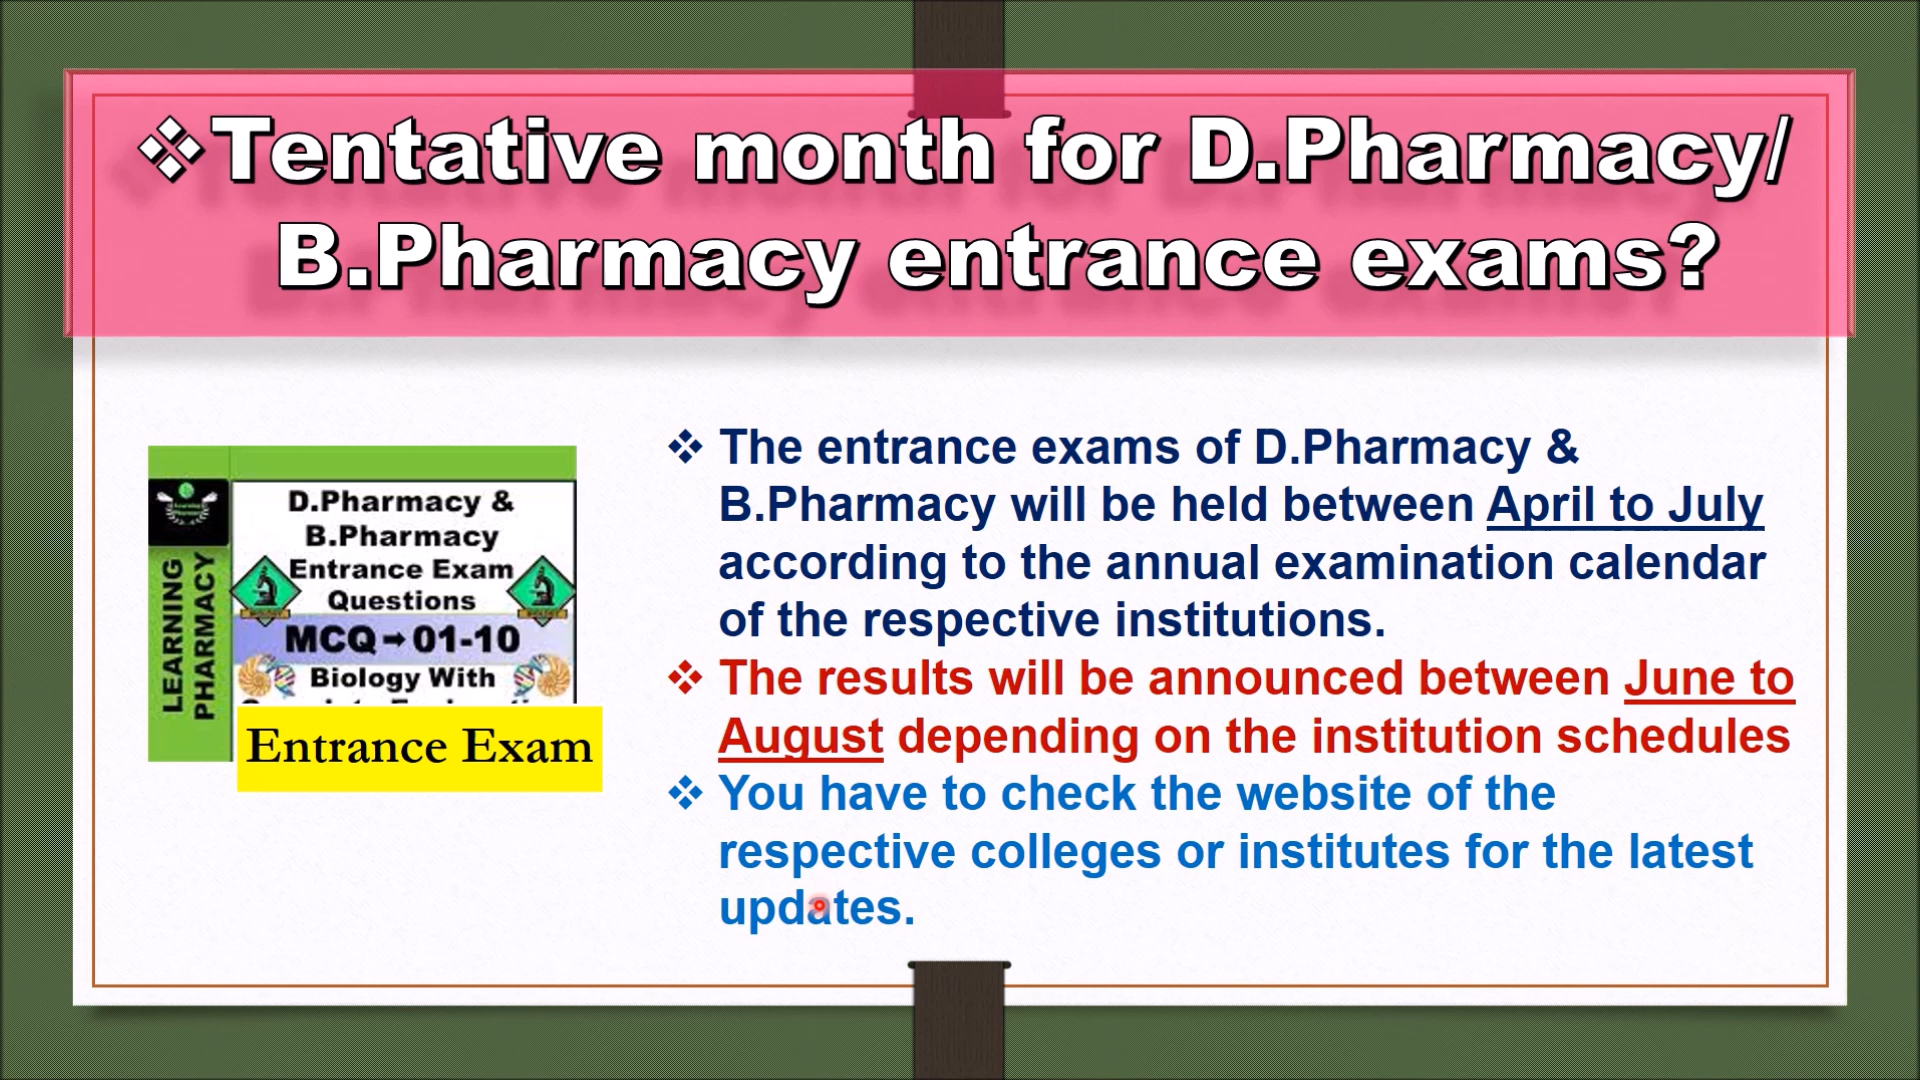 ❖Tentative month for D.Pharmacy/
B.Pharmacy entrance exams?
LEARNING
PHARMACY
D.Pharmacy &
B.Pharmacy
Entrance Exam
Questions
MCQ→01-10
Biology With
Entrance Exam
❖ The entrance exams of D.Pharmacy &
B.Pharmacy will be held between April to July
according to the annual examination calendar
of the respective institutions.
❖ The results will be announced between June to
August depending on the institution schedules
❖ You have to check the website of the
respective colleges or institutes for the latest
updates.